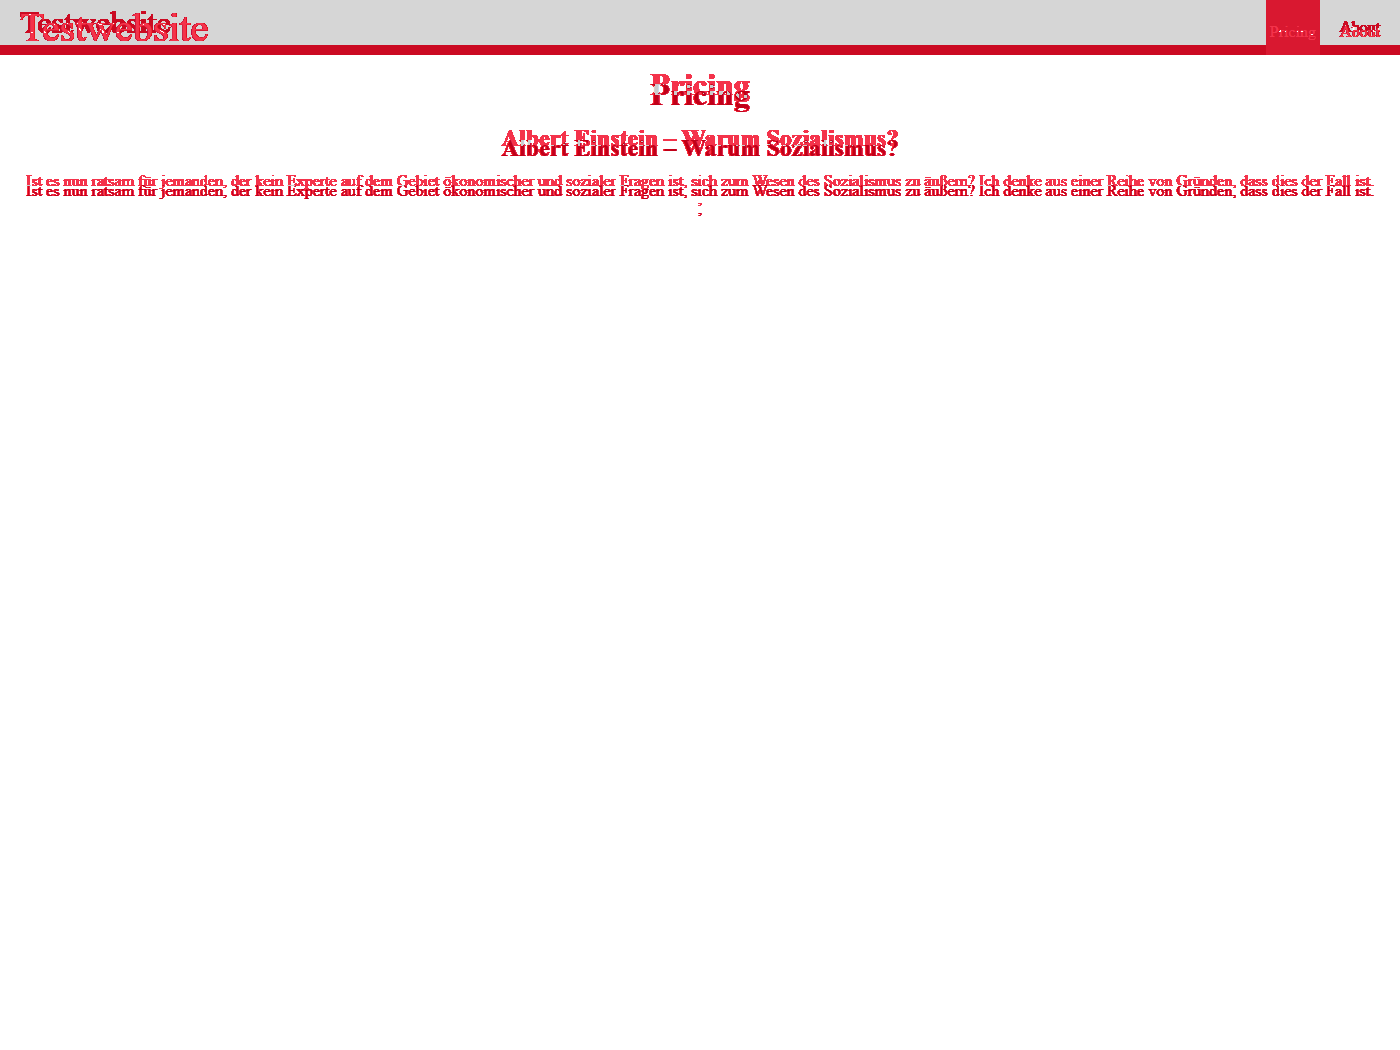 Testwebsite
Pricing About
Pricing
Albert Einstein – Warum Sozialismus?
Ist es nun ratsam für jemanden, der kein Experte auf dem Gebiet ökonomischer und sozialer Fragen ist, sich zum Wesen des Sozialismus zu äußern? Ich denke aus einer Reihe von Gründen, dass dies der Fall ist.
;